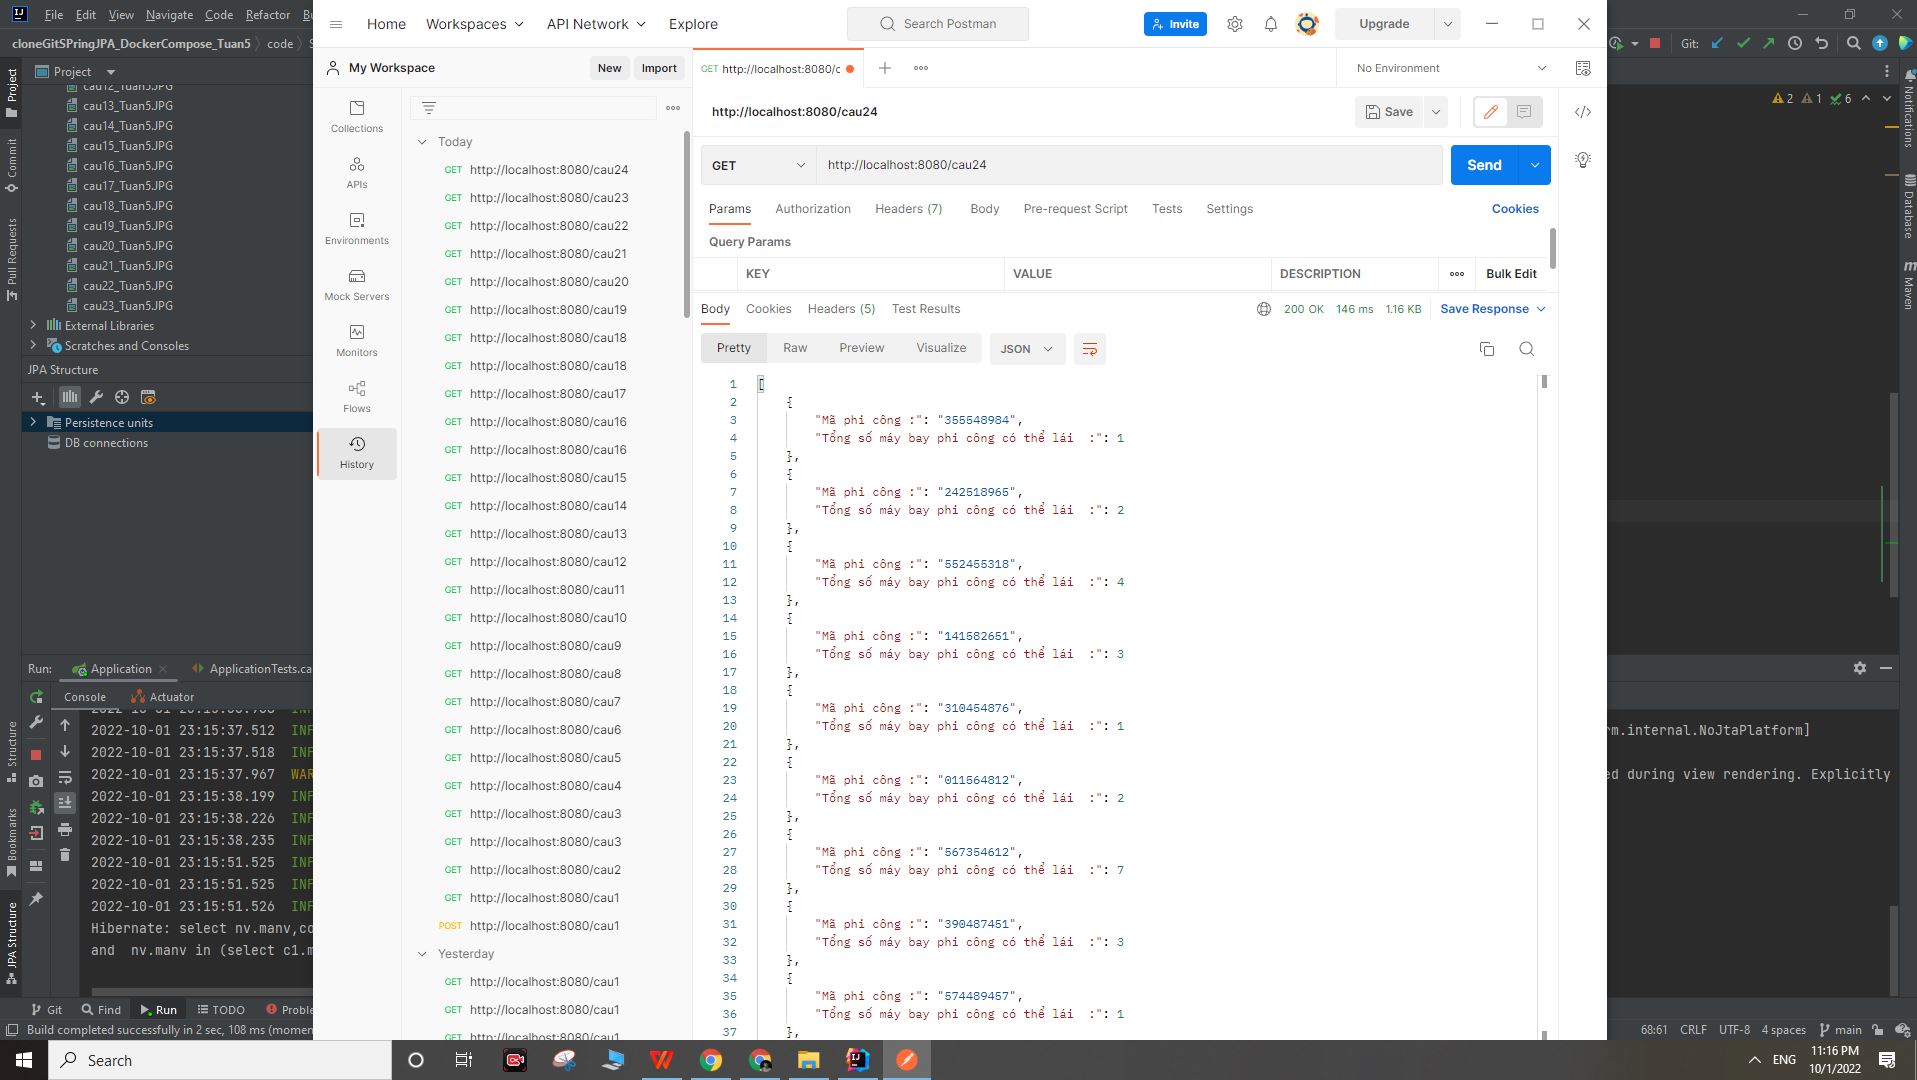 File Edit View Navigate Code Refactor
cloneGitSPringJPA_DockerCompose_Tuan5 code
Project
cau12_Tuan5.JPG
cau13_Tuan5.JPG
cau14_Tuan5.JPG
cau15_Tuan5.JPG
cau16_Tuan5.JPG
cau17_Tuan5.JPG
cau18_Tuan5.JPG
cau19_Tuan5.JPG
cau20_Tuan5.JPG
cau21_Tuan5.JPG
cau22_Tuan5.JPG
cau23_Tuan5.JPG
External Libraries
Scratches and Consoles
JPA Structure
Persistence units
DB connections
Project
Commit
Pull Requests
Structure
Bookmarks
JPA Structure
Run: Application ApplicationTests.ca
Console Actuator
2022-10-01 23:15:37.512 INF
2022-10-01 23:15:37.518 INF
2022-10-01 23:15:37.967 WAR
2022-10-01 23:15:38.199 INF
2022-10-01 23:15:38.226 INF
2022-10-01 23:15:38.235 INF
2022-10-01 23:15:51.525 INF
2022-10-01 23:15:51.525 INF
2022-10-01 23:15:51.526 INF
Hibernate: select nv.manv,co
and nv.manv in (select c1.m
Git Find Run TODO Proble
Build completed successfully in 2 sec, 108 ms (momen
Home Workspaces API Network Explore
Search Postman
Invite
Upgrade
My Workspace
New Import
Collections
APIs
Environments
Mock Servers
Monitors
Flows
History
Today
GET http://localhost:8080/cau24
GET http://localhost:8080/cau23
GET http://localhost:8080/cau22
GET http://localhost:8080/cau21
GET http://localhost:8080/cau20
GET http://localhost:8080/cau19
GET http://localhost:8080/cau18
GET http://localhost:8080/cau18
GET http://localhost:8080/cau17
GET http://localhost:8080/cau16
GET http://localhost:8080/cau16
GET http://localhost:8080/cau15
GET http://localhost:8080/cau14
GET http://localhost:8080/cau13
GET http://localhost:8080/cau12
GET http://localhost:8080/cau11
GET http://localhost:8080/cau10
GET http://localhost:8080/cau9
GET http://localhost:8080/cau8
GET http://localhost:8080/cau7
GET http://localhost:8080/cau6
GET http://localhost:8080/cau5
GET http://localhost:8080/cau4
GET http://localhost:8080/cau3
GET http://localhost:8080/cau3
GET http://localhost:8080/cau2
GET http://localhost:8080/cau1
POST http://localhost:8080/cau1
Yesterday
GET http://localhost:8080/cau1
GET http://localhost:8080/cau1
GET http://localhost:8080/cau1
GET http://localhost:8080/c
No Environment
http://localhost:8080/cau24
Save
GET http://localhost:8080/cau24
Send
Params Authorization Headers (7) Body Pre-request Script Tests Settings
Cookies
Query Params
KEY VALUE DESCRIPTION
Bulk Edit
Body Cookies Headers (5) Test Results
200 OK 146 ms 1.16 KB Save Response
Pretty Raw Preview Visualize JSON
1 [
2 {
3 "Mã phi công :": "355548984",
4 "Tổng số máy bay phi công có thể lái  :": 1
5 },
6 {
7 "Mã phi công :": "242518965",
8 "Tổng số máy bay phi công có thể lái  :": 2
9 },
10 {
11 "Mã phi công :": "552455318",
12 "Tổng số máy bay phi công có thể lái  :": 4
13 },
14 {
15 "Mã phi công :": "141582651",
16 "Tổng số máy bay phi công có thể lái  :": 3
17 },
18 {
19 "Mã phi công :": "310454876",
20 "Tổng số máy bay phi công có thể lái  :": 1
21 },
22 {
23 "Mã phi công :": "011564812",
24 "Tổng số máy bay phi công có thể lái  :": 2
25 },
26 {
27 "Mã phi công :": "567354612",
28 "Tổng số máy bay phi công có thể lái  :": 7
29 },
30 {
31 "Mã phi công :": "390487451",
32 "Tổng số máy bay phi công có thể lái  :": 3
33 },
34 {
35 "Mã phi công :": "574489457",
36 "Tổng số máy bay phi công có thể lái  :": 1
37 },
Git:
2 1 6
Notifications
Database
Maven
rm.internal.NoJtaPlatform]
ed during view rendering. Explicitly
68:61 CRLF UTF-8 4 spaces main
Search
ENG
11:16 PM
10/1/2022